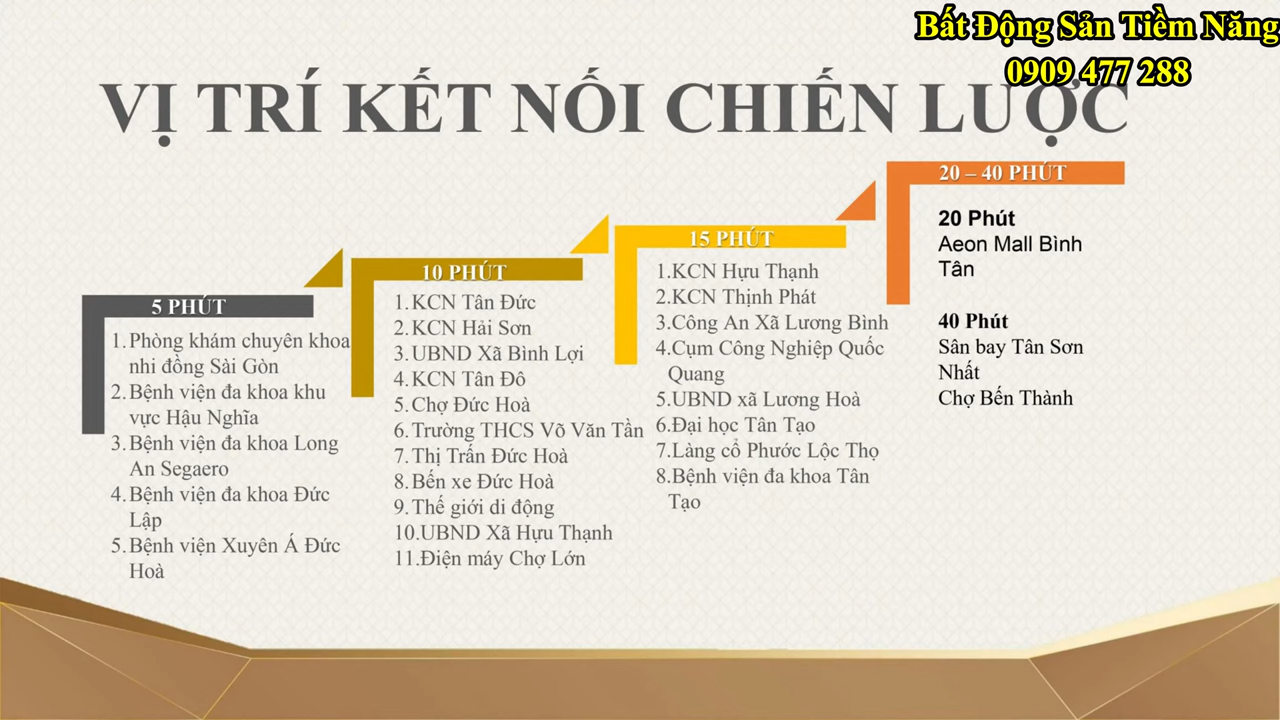 Bất Động Sản Tiềm Năng
0909 477 288
VỊ TRÍ KẾT NỐI CHIẾN LƯỢC
5 PHÚT
1.Phòng khám chuyên khoa
nhi đồng Sài Gòn
2.Bệnh viện đa khoa khu
vực Hậu Nghĩa
3.Bệnh viện đa khoa Long
An Segaero
4.Bệnh viện đa khoa Đức
Lập
5.Bệnh viện Xuyên Á Đức
Hoà
10 PHÚT
1.KCN Tân Đức
2.KCN Hải Sơn
3.UBND Xã Bình Lợi
4.KCN Tân Đô
5.Chợ Đức Hoà
6.Trường THCS Võ Văn Tần
7.Thị Trấn Đức Hoà
8.Bến xe Đức Hoà
9.Thế giới di động
10.UBND Xã Hựu Thạnh
11.Điện máy Chợ Lớn
15 PHÚT
1.KCN Hựu Thạnh
2.KCN Thịnh Phát
3.Công An Xã Lương Bình
4.Cụm Công Nghiệp Quốc
Quang
5.UBND xã Lương Hoà
6.Đại học Tân Tạo
7.Làng cổ Phước Lộc Thọ
8.Bệnh viện đa khoa Tân
Tạo
20 – 40 PHÚT
20 Phút
Aeon Mall Bình
Tân
40 Phút
Sân bay Tân Sơn
Nhất
Chợ Bến Thành